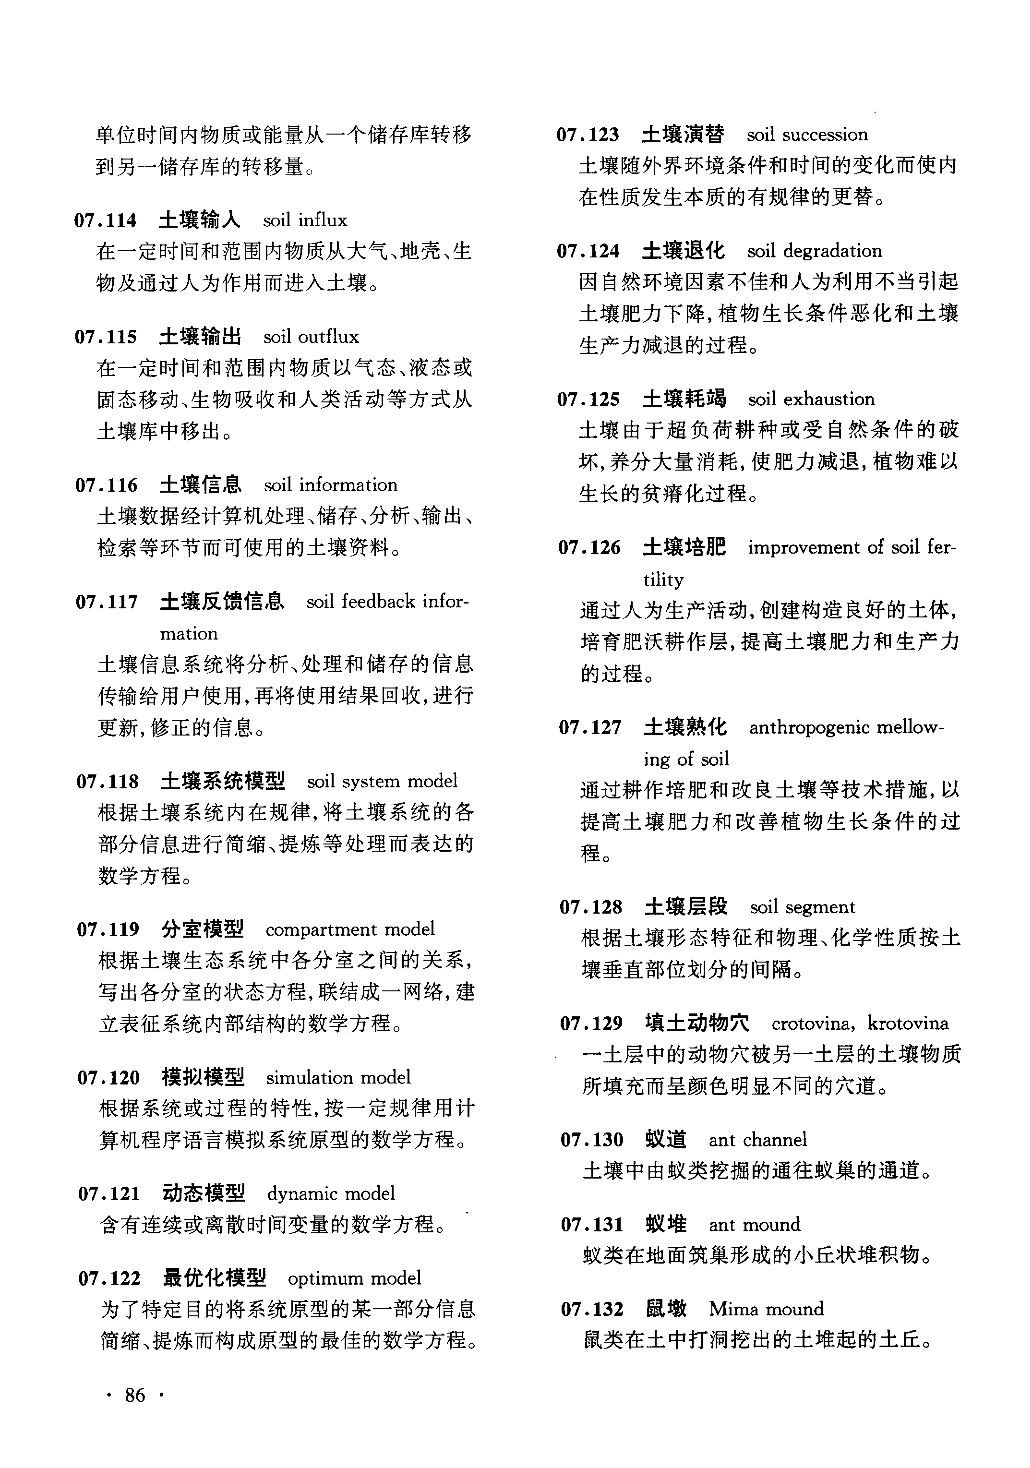 单位时间内物质或能量从一个储存库转移
到另一储存库的转移量。
07.114 土壤输入 soil influx
在一定时间和范围内物质从大气、地壳、生
物及通过人为作用而进入土壤。
07.115 土壤输出 soil outflux
在一定时间和范围内物质以气态、液态或
固态移动、生物吸收和人类活动等方式从
土壤库中移出。
07.116 土壤信息 soil information
土壤数据经计算机处理、储存、分析、输出、
检索等环节而可使用的土壤资料。
07.117 土壤反馈信息 soil feedback infor-
mation
土壤信息系统将分析、处理和储存的信息
传输给用户使用,再将使用结果回收,进行
更新,修正的信息。
07.118 土壤系统模型 soil system model
根据土壤系统内在规律,将土壤系统的各
部分信息进行简缩、提炼等处理而表达的
数学方程。
07.119 分室模型 compartment model
根据土壤生态系统中各分室之间的关系,
写出各分室的状态方程,联结成一网络,建
立表征系统内部结构的数学方程。
07.120 模拟模型 simulation model
根据系统或过程的特性,按一定规律用计
算机程序语言模拟系统原型的数学方程。
07.121 动态模型 dynamic model
含有连续或离散时间变量的数学方程。
07.122 最优化模型 optimum model
为了特定目的将系统原型的某一部分信息
简缩、提炼而构成原型的最佳的数学方程。
07.123 土壤演替 soil succession
土壤随外界环境条件和时间的变化而使内
在性质发生本质的有规律的更替。
07.124 土壤退化 soil degradation
因自然环境因素不佳和人为利用不当引起
土壤肥力下降,植物生长条件恶化和土壤
生产力减退的过程。
07.125 土壤耗竭 soil exhaustion
土壤由于超负荷耕种或受自然条件的破
坏,养分大量消耗,使肥力减退,植物难以
生长的贫瘠化过程。
07.126 土壤培肥 improvement of soil fer-
tility
通过人为生产活动,创建构造良好的土体,
培育肥沃耕作层,提高土壤肥力和生产力
的过程。
07.127 土壤熟化 anthropogenic mellow-
ing of soil
通过耕作培肥和改良土壤等技术措施,以
提高土壤肥力和改善植物生长条件的过
程。
07.128 土壤层段 soil segment
根据土壤形态特征和物理、化学性质按土
壤垂直部位划分的间隔。
07.129 填土动物穴 crotovina, krotovina
一土层中的动物穴被另一土层的土壤物质
所填充而呈颜色明显不同的穴道。
07.130 蚁道 ant channel
土壤中由蚁类挖掘的通往蚁巢的通道。
07.131 蚁堆 ant mound
蚁类在地面筑巢形成的小丘状堆积物。
07.132 鼠墩 Mima mound
鼠类在土中打洞挖出的土堆起的土丘。
· 86 ·